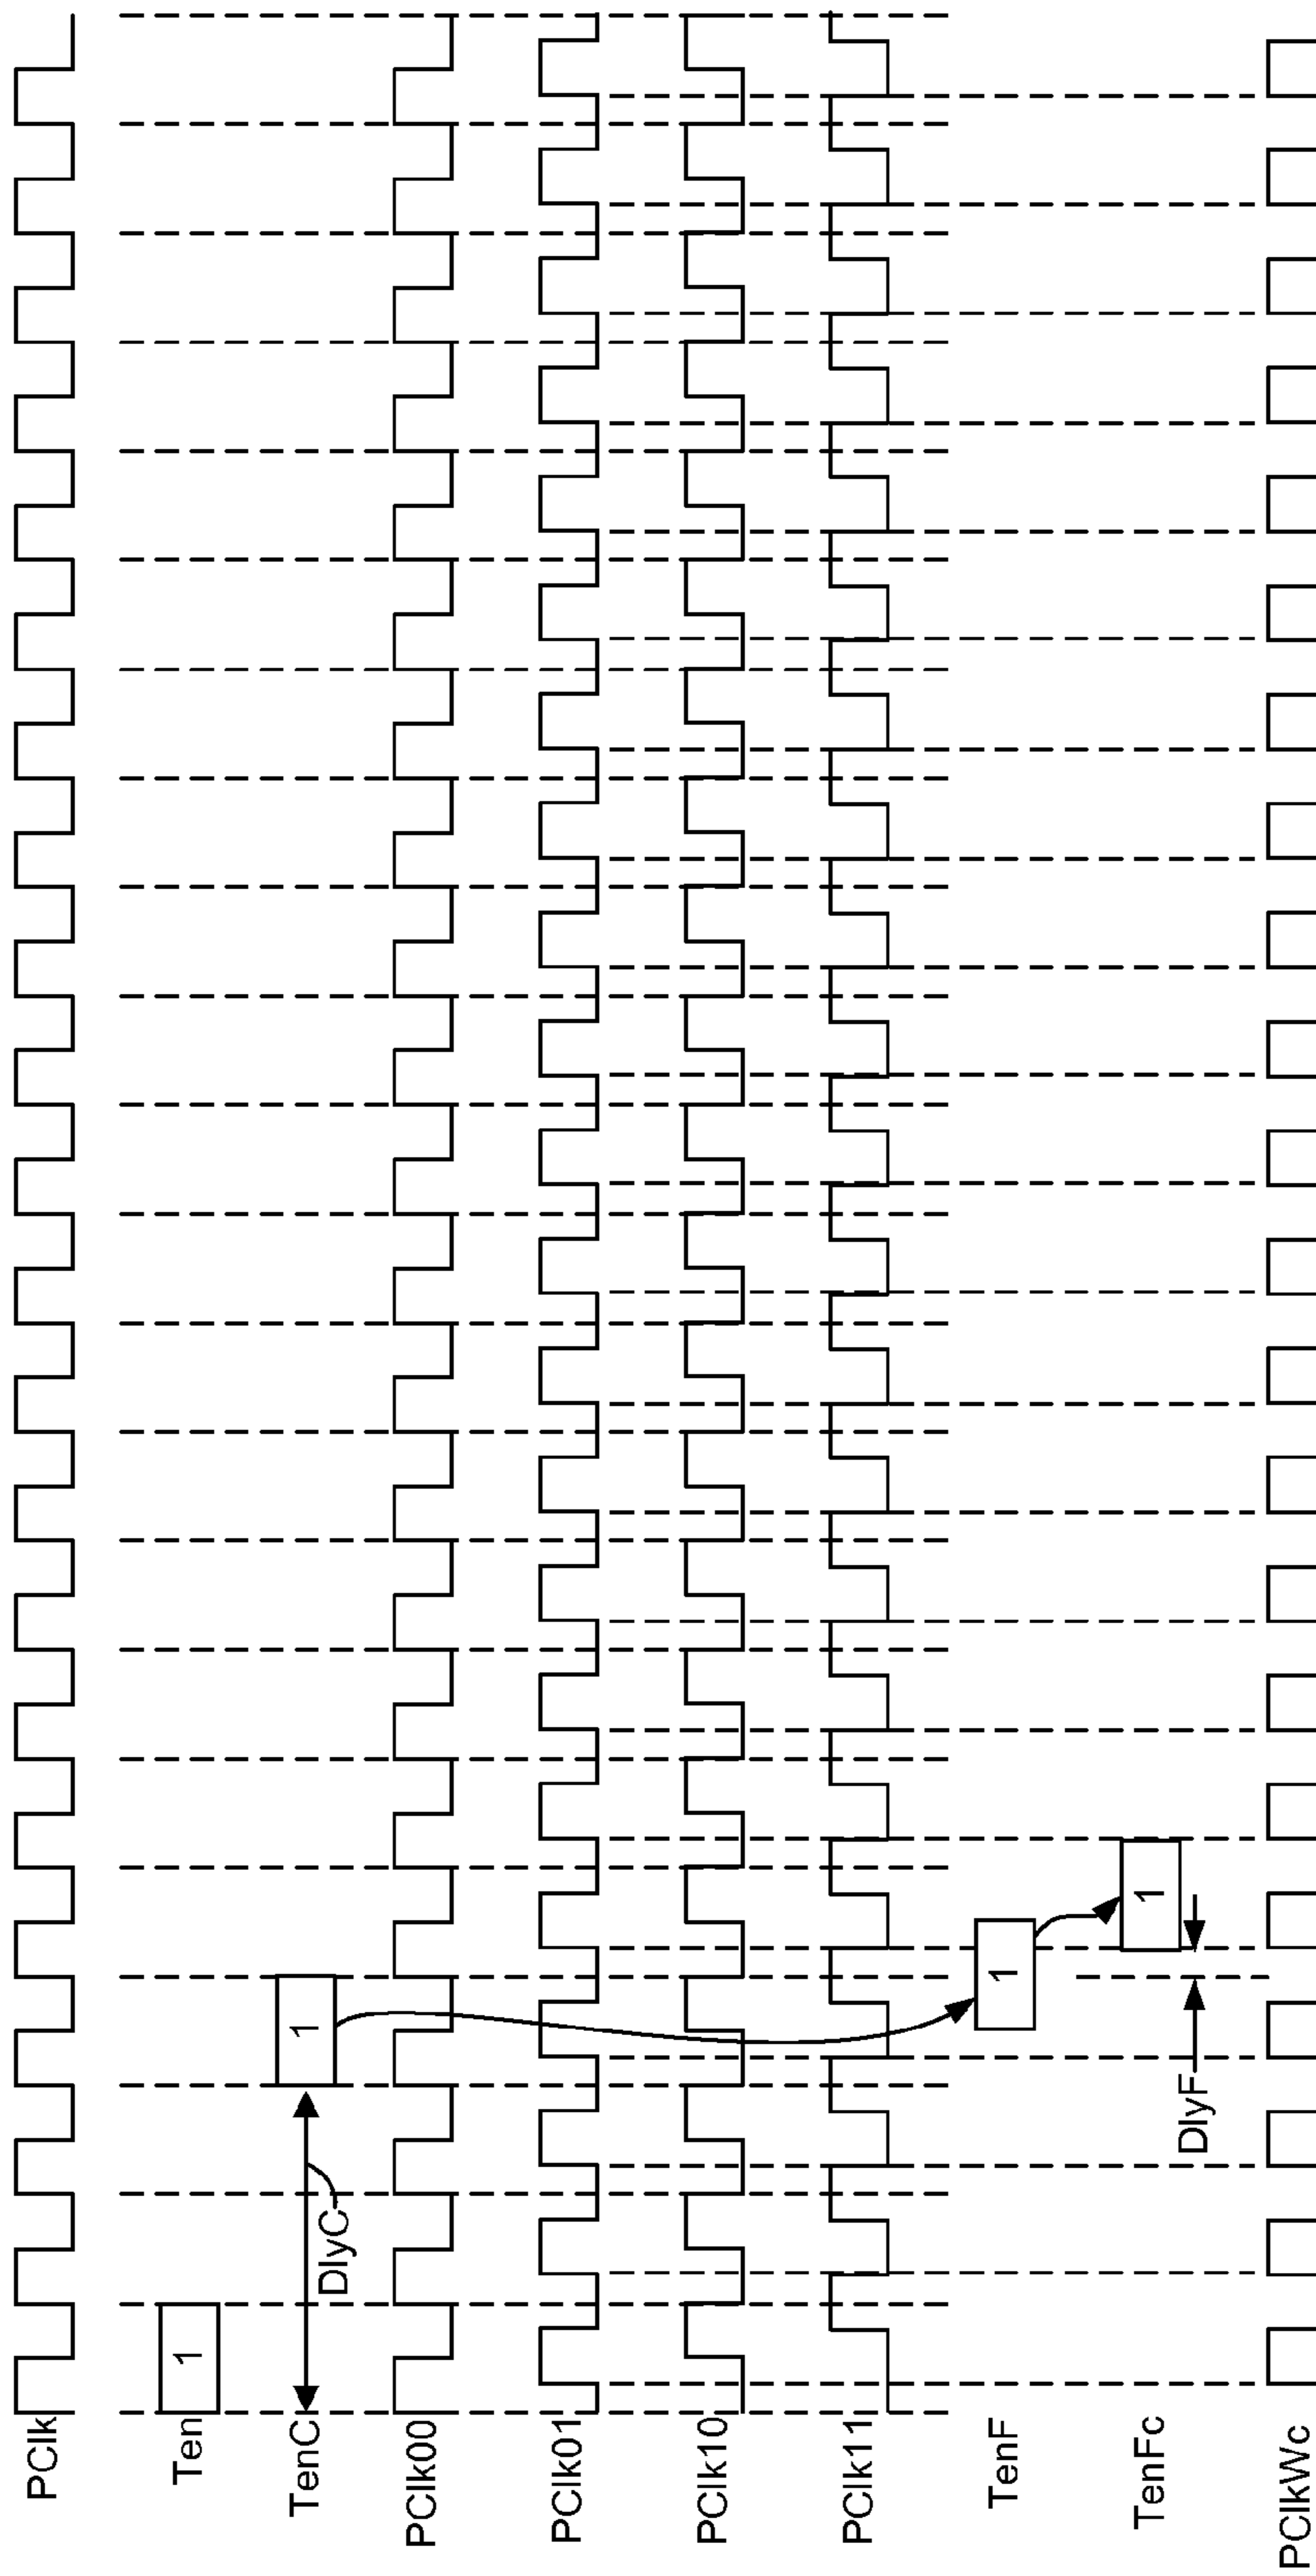 PClk
Ten
1
TenC
DlyC
1
PClk00
PClk01
PClk10
PClk11
TenF
1
TenFc
1
DlyF
PClkWc